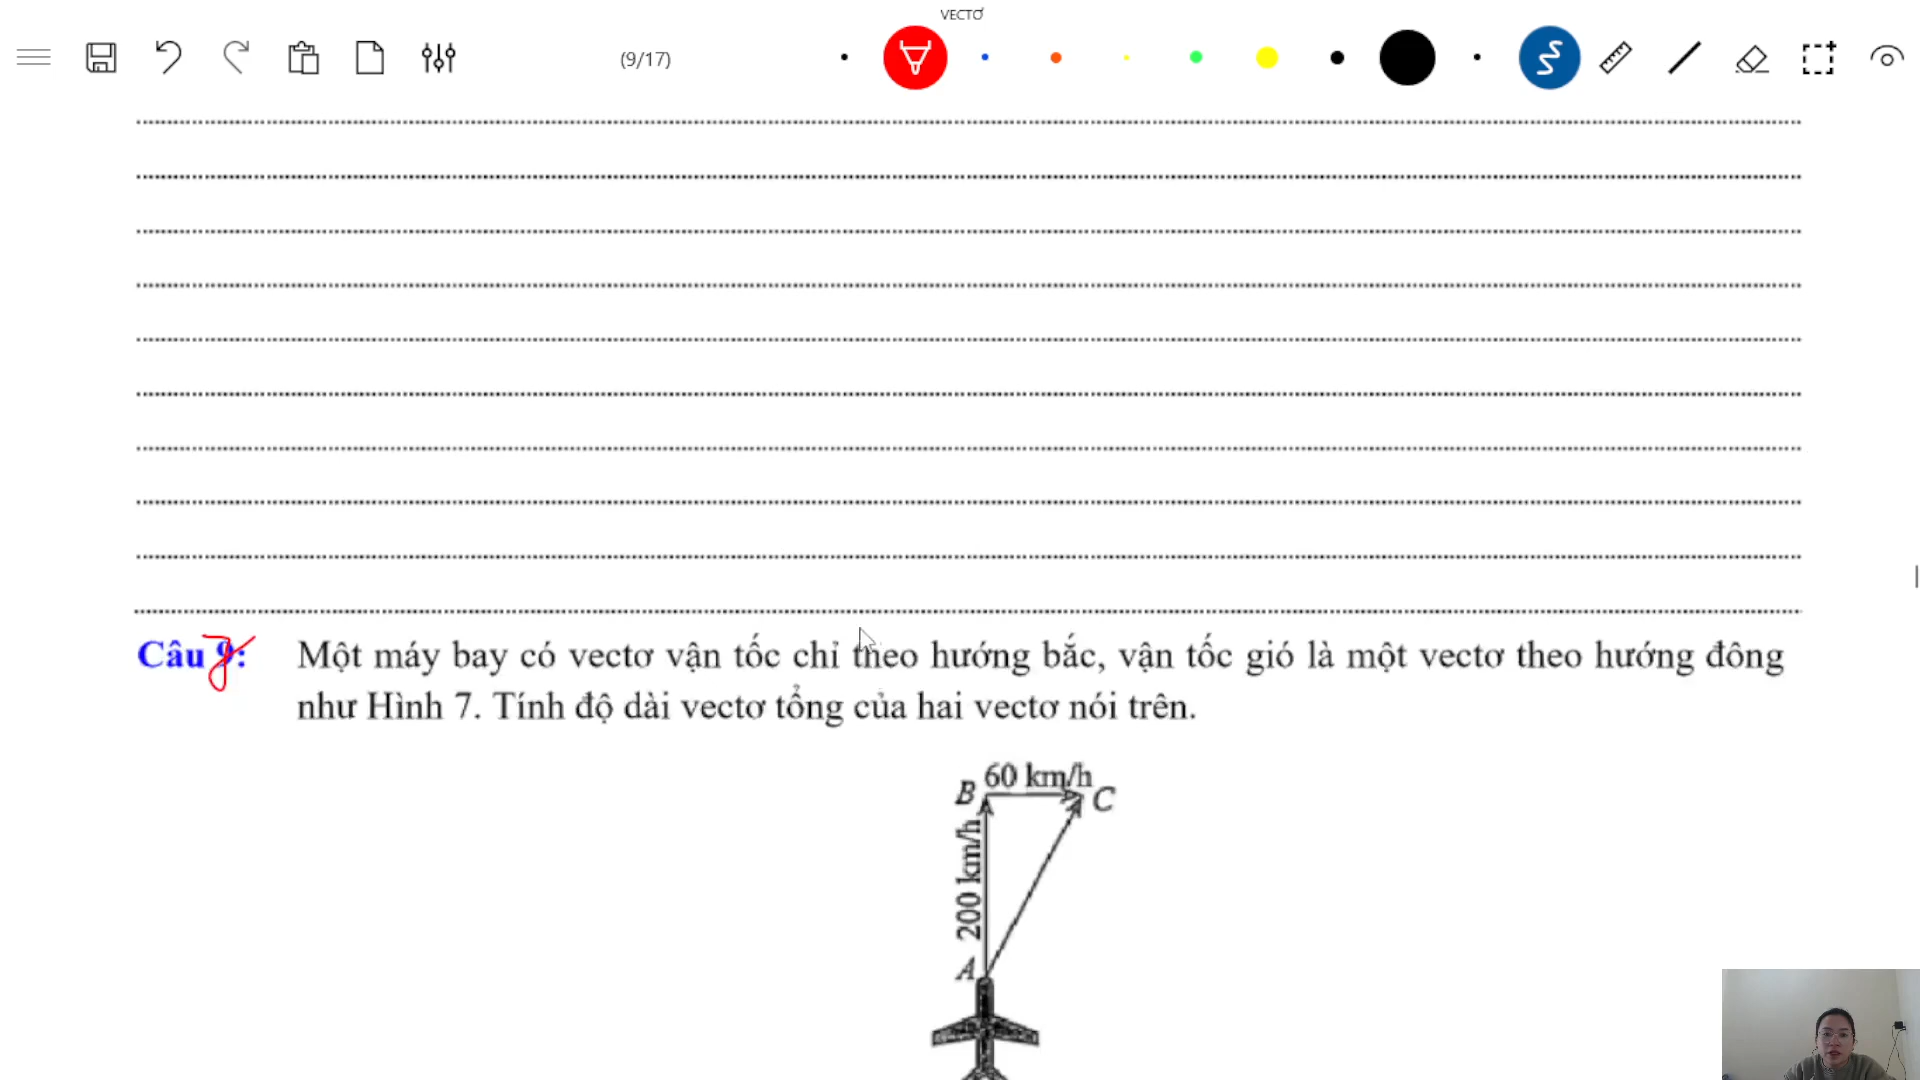 VECTƠ
(9/17)
Câu 9: Một máy bay có vectơ vận tốc chỉ theo hướng bắc, vận tốc gió là một vectơ theo hướng đông
như Hình 7. Tính độ dài vectơ tổng của hai vectơ nói trên.
60 km/h
B
C
200 km/h
A